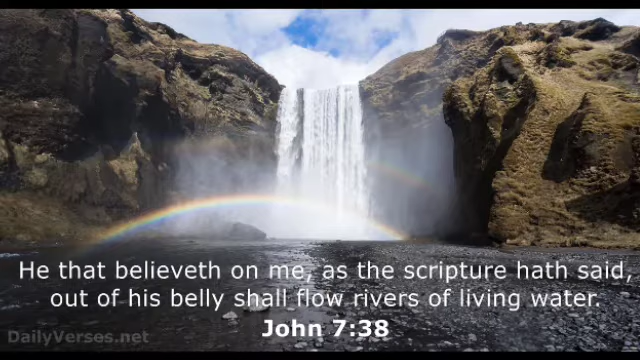 He that believeth on me, as the scripture hath said,
out of his belly shall flow rivers of living water.
John 7:38
DailyVerses.net